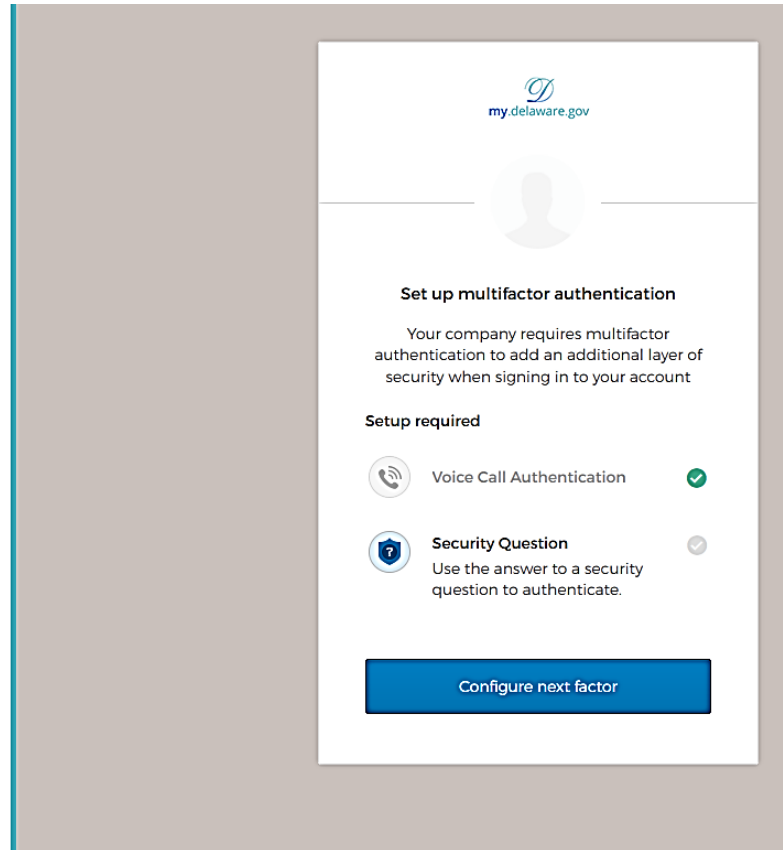 D
my.delaware.gov
Set up multifactor authentication
Your company requires multifactor
authentication to add an additional layer of
security when signing in to your account
Setup required
Voice Call Authentication
Security Question
Use the answer to a security
question to authenticate.
Configure next factor